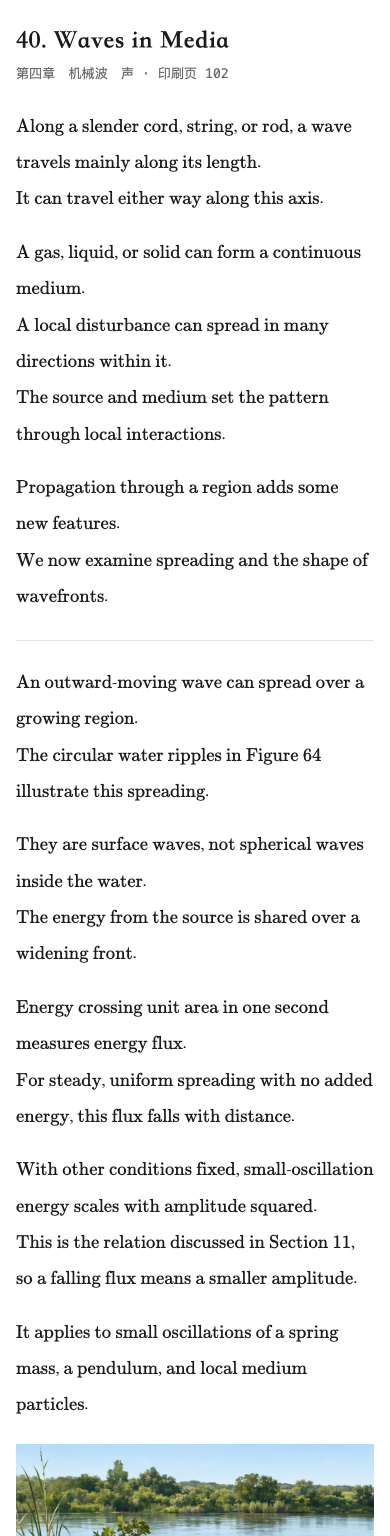 40. Waves in Media
第四章 机械波 声 · 印刷页 102
Along a slender cord, string, or rod, a wave
travels mainly along its length.
It can travel either way along this axis.
A gas, liquid, or solid can form a continuous
medium.
A local disturbance can spread in many
directions within it.
The source and medium set the pattern
through local interactions.
Propagation through a region adds some
new features.
We now examine spreading and the shape of
wavefronts.
An outward-moving wave can spread over a
growing region.
The circular water ripples in Figure 64
illustrate this spreading.
They are surface waves, not spherical waves
inside the water.
The energy from the source is shared over a
widening front.
Energy crossing unit area in one second
measures energy flux.
For steady, uniform spreading with no added
energy, this flux falls with distance.
With other conditions fixed, small-oscillation
energy scales with amplitude squared.
This is the relation discussed in Section 11,
so a falling flux means a smaller amplitude.
It applies to small oscillations of a spring
mass, a pendulum, and local medium
particles.